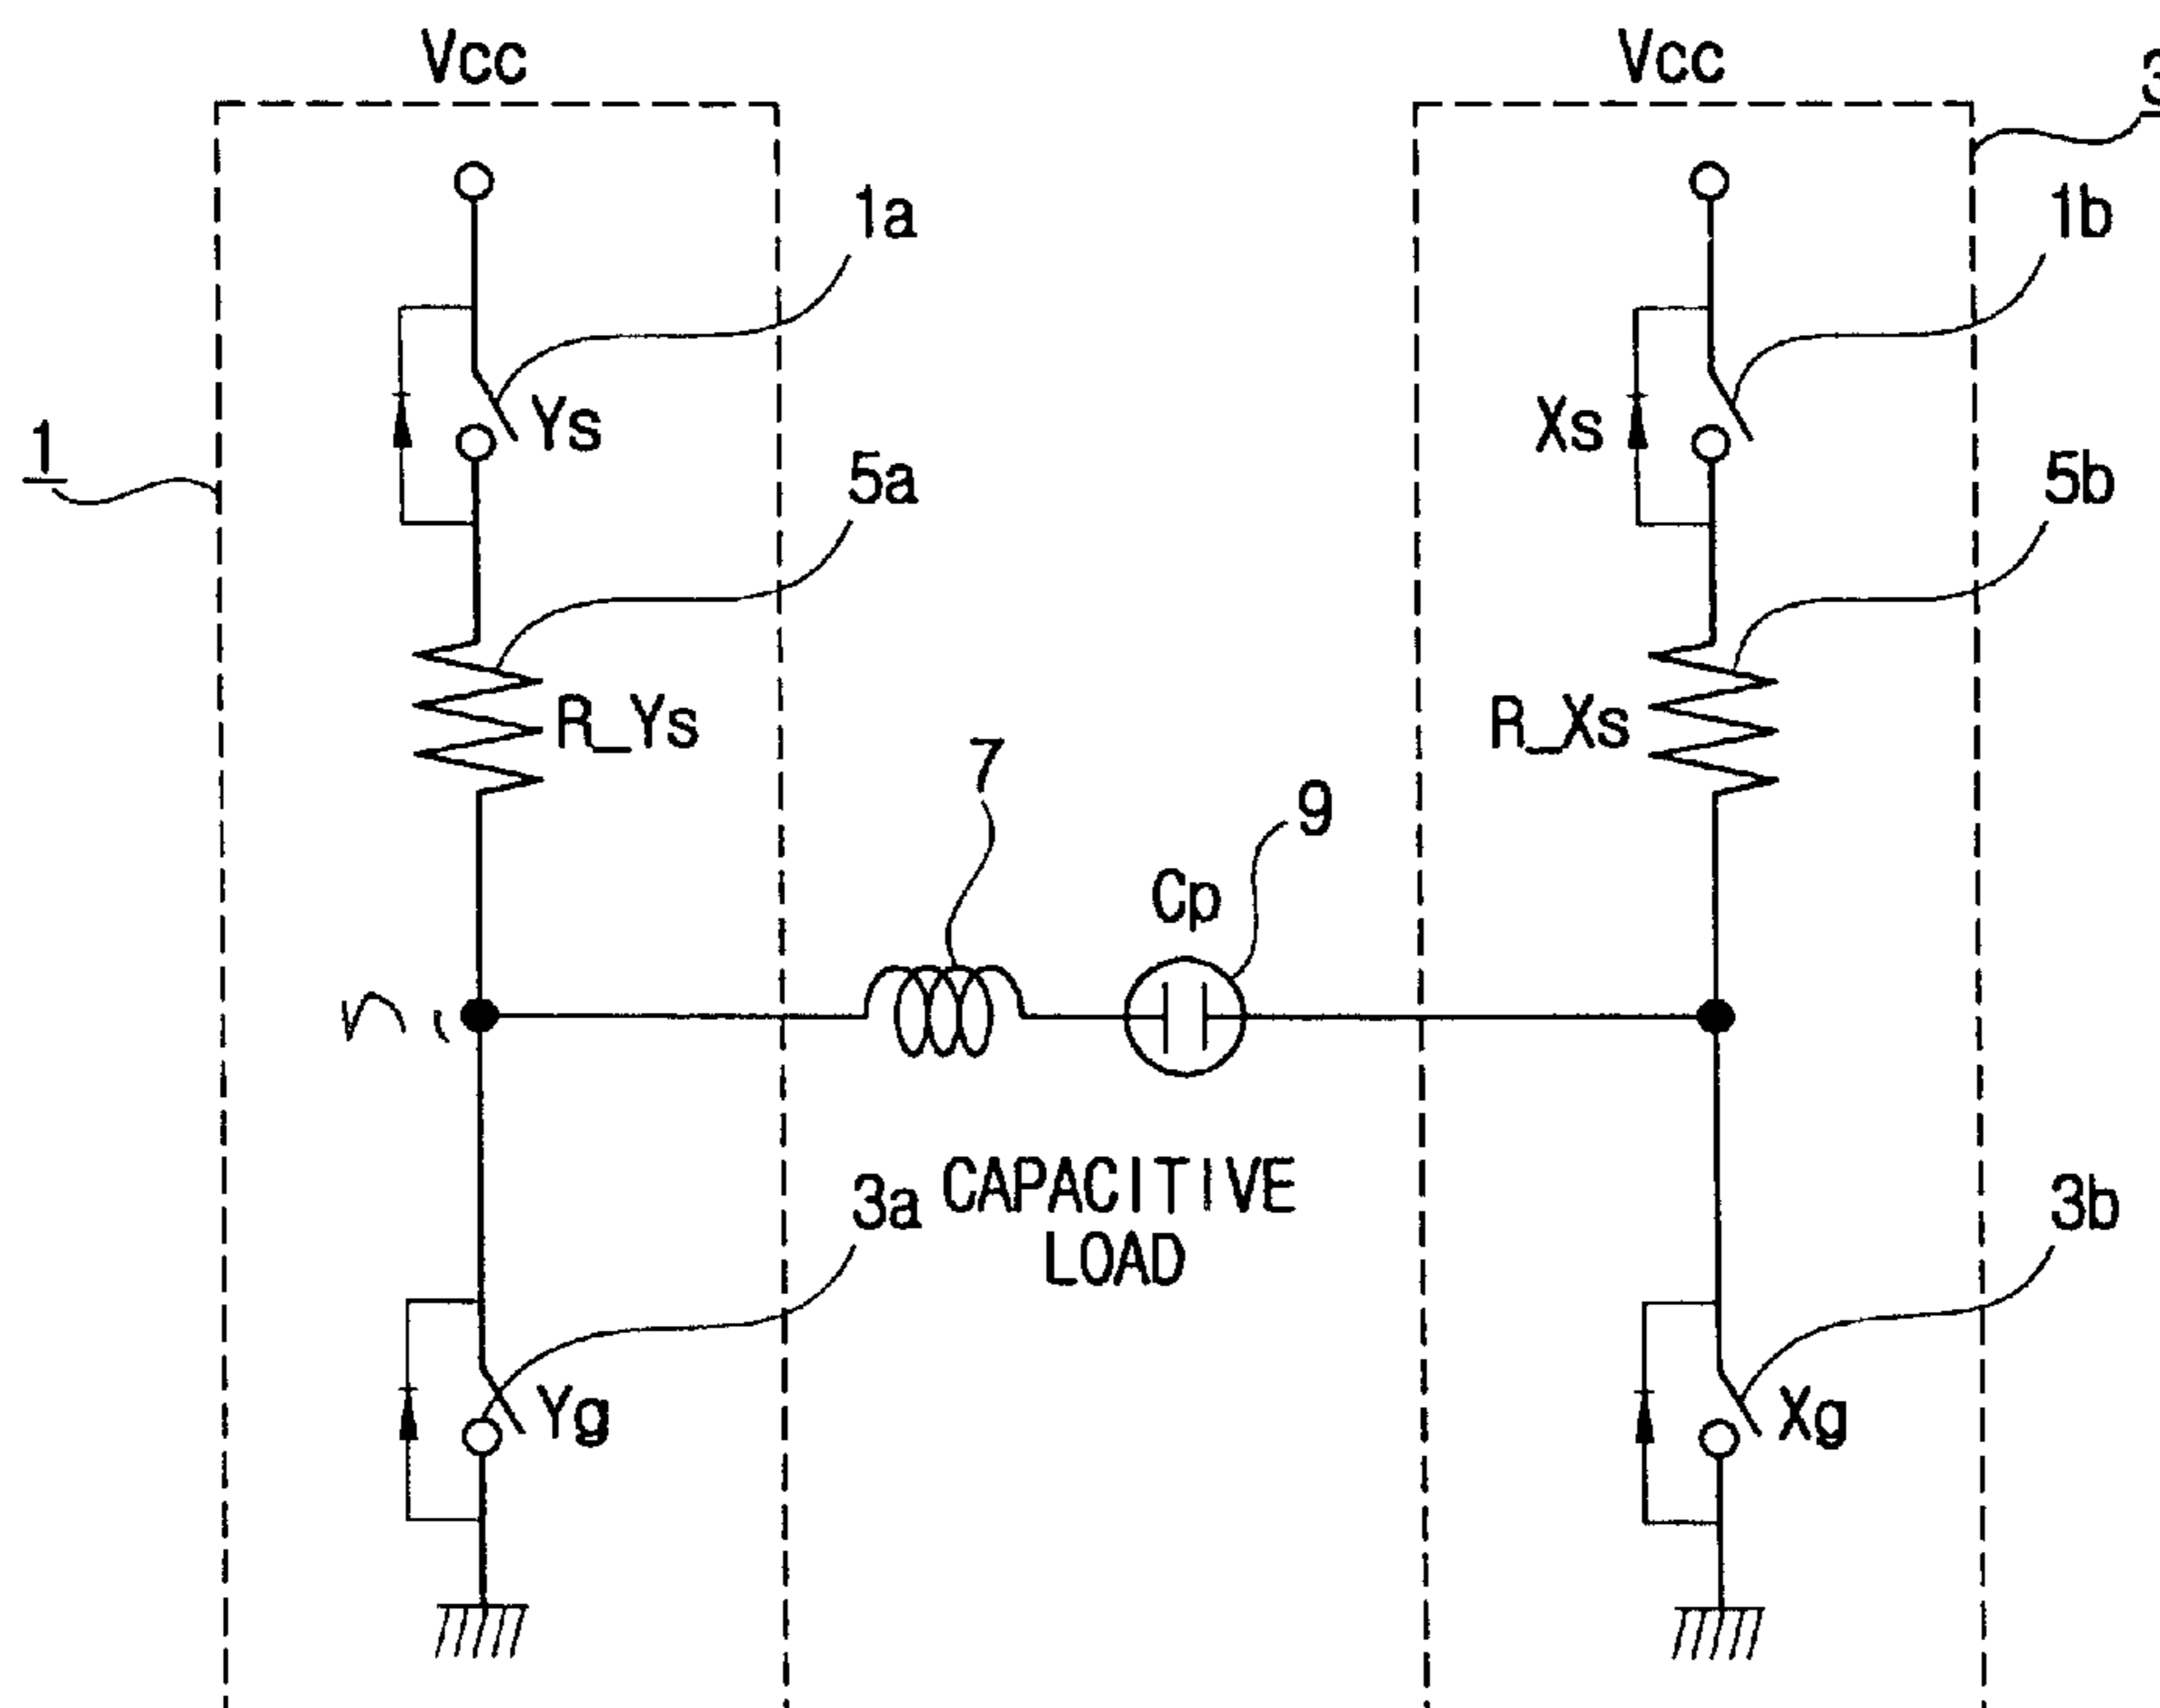 Vcc
Vcc
3
1a
1b
1
Ys
Xs
5a
5b
R_Ys
R_Xs
7
9
Cp
3a
CAPACITIVE
LOAD
3b
Yg
Xg